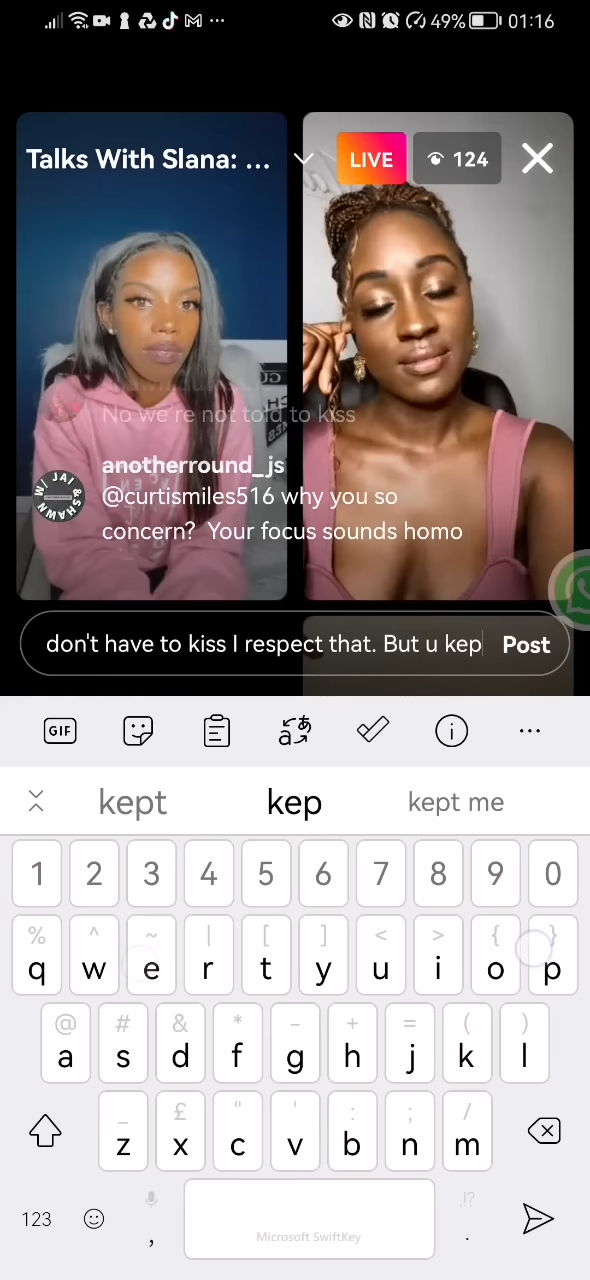 49% 01:16
Talks With Slana: ... LIVE 124
No we're not told to kiss
anotherround_js
@curtismiles516 why you so
concern? Your focus sounds homo
W/ JAI & SHAWN
don't have to kiss I respect that. But u kep Post
GIF
kept kep kept me
1 2 3 4 5 6 7 8 9 0
% ^ ~ | [ ] < > { }
q w e r t y u i o p
@ # & * - + = ( )
a s d f g h j k l
_ £ " ' : ; /
z x c v b n m
123 , Microsoft SwiftKey .
,!?